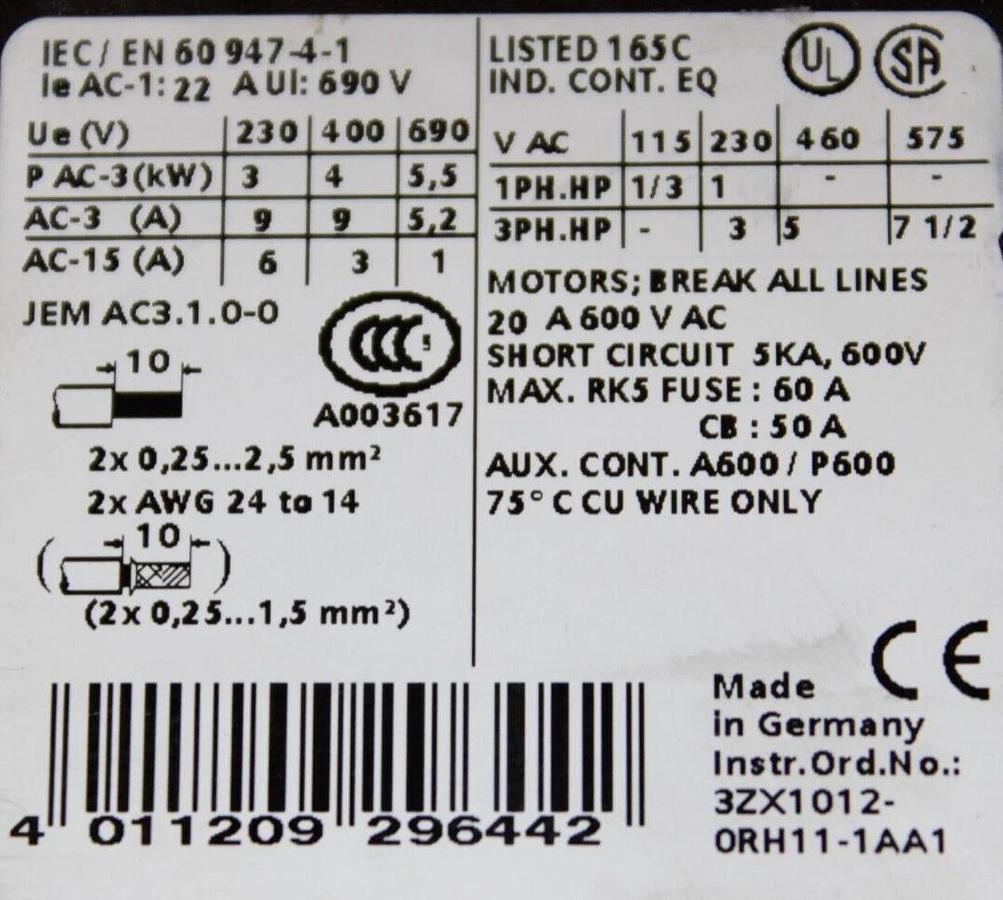 IEC/ EN 60 947-4-1
Ie AC-1: 22 A UI: 690 V
Ue (V) 230 400 690
P AC-3(kW) 3 4 5,5
AC-3 (A) 9 9 5,2
AC-15 (A) 6 3 1
JEM AC3.1.0-0
CCC S
A003617
10
2x 0,25...2,5 mm²
2x AWG 24 to 14
10
(2x 0,25...1,5 mm²)
LISTED 165C
IND. CONT. EQ
UL SA
V AC 115 230 460 575
1PH.HP 1/3 1 - -
3PH.HP - 3 5 7 1/2
MOTORS; BREAK ALL LINES
20 A 600 V AC
SHORT CIRCUIT 5KA, 600V
MAX. RK5 FUSE : 60 A
CB : 50 A
AUX. CONT. A600 / P600
75° C CU WIRE ONLY
CE
Made
in Germany
Instr.Ord.No.:
3ZX1012-
0RH11-1AA1
4 011209 296442